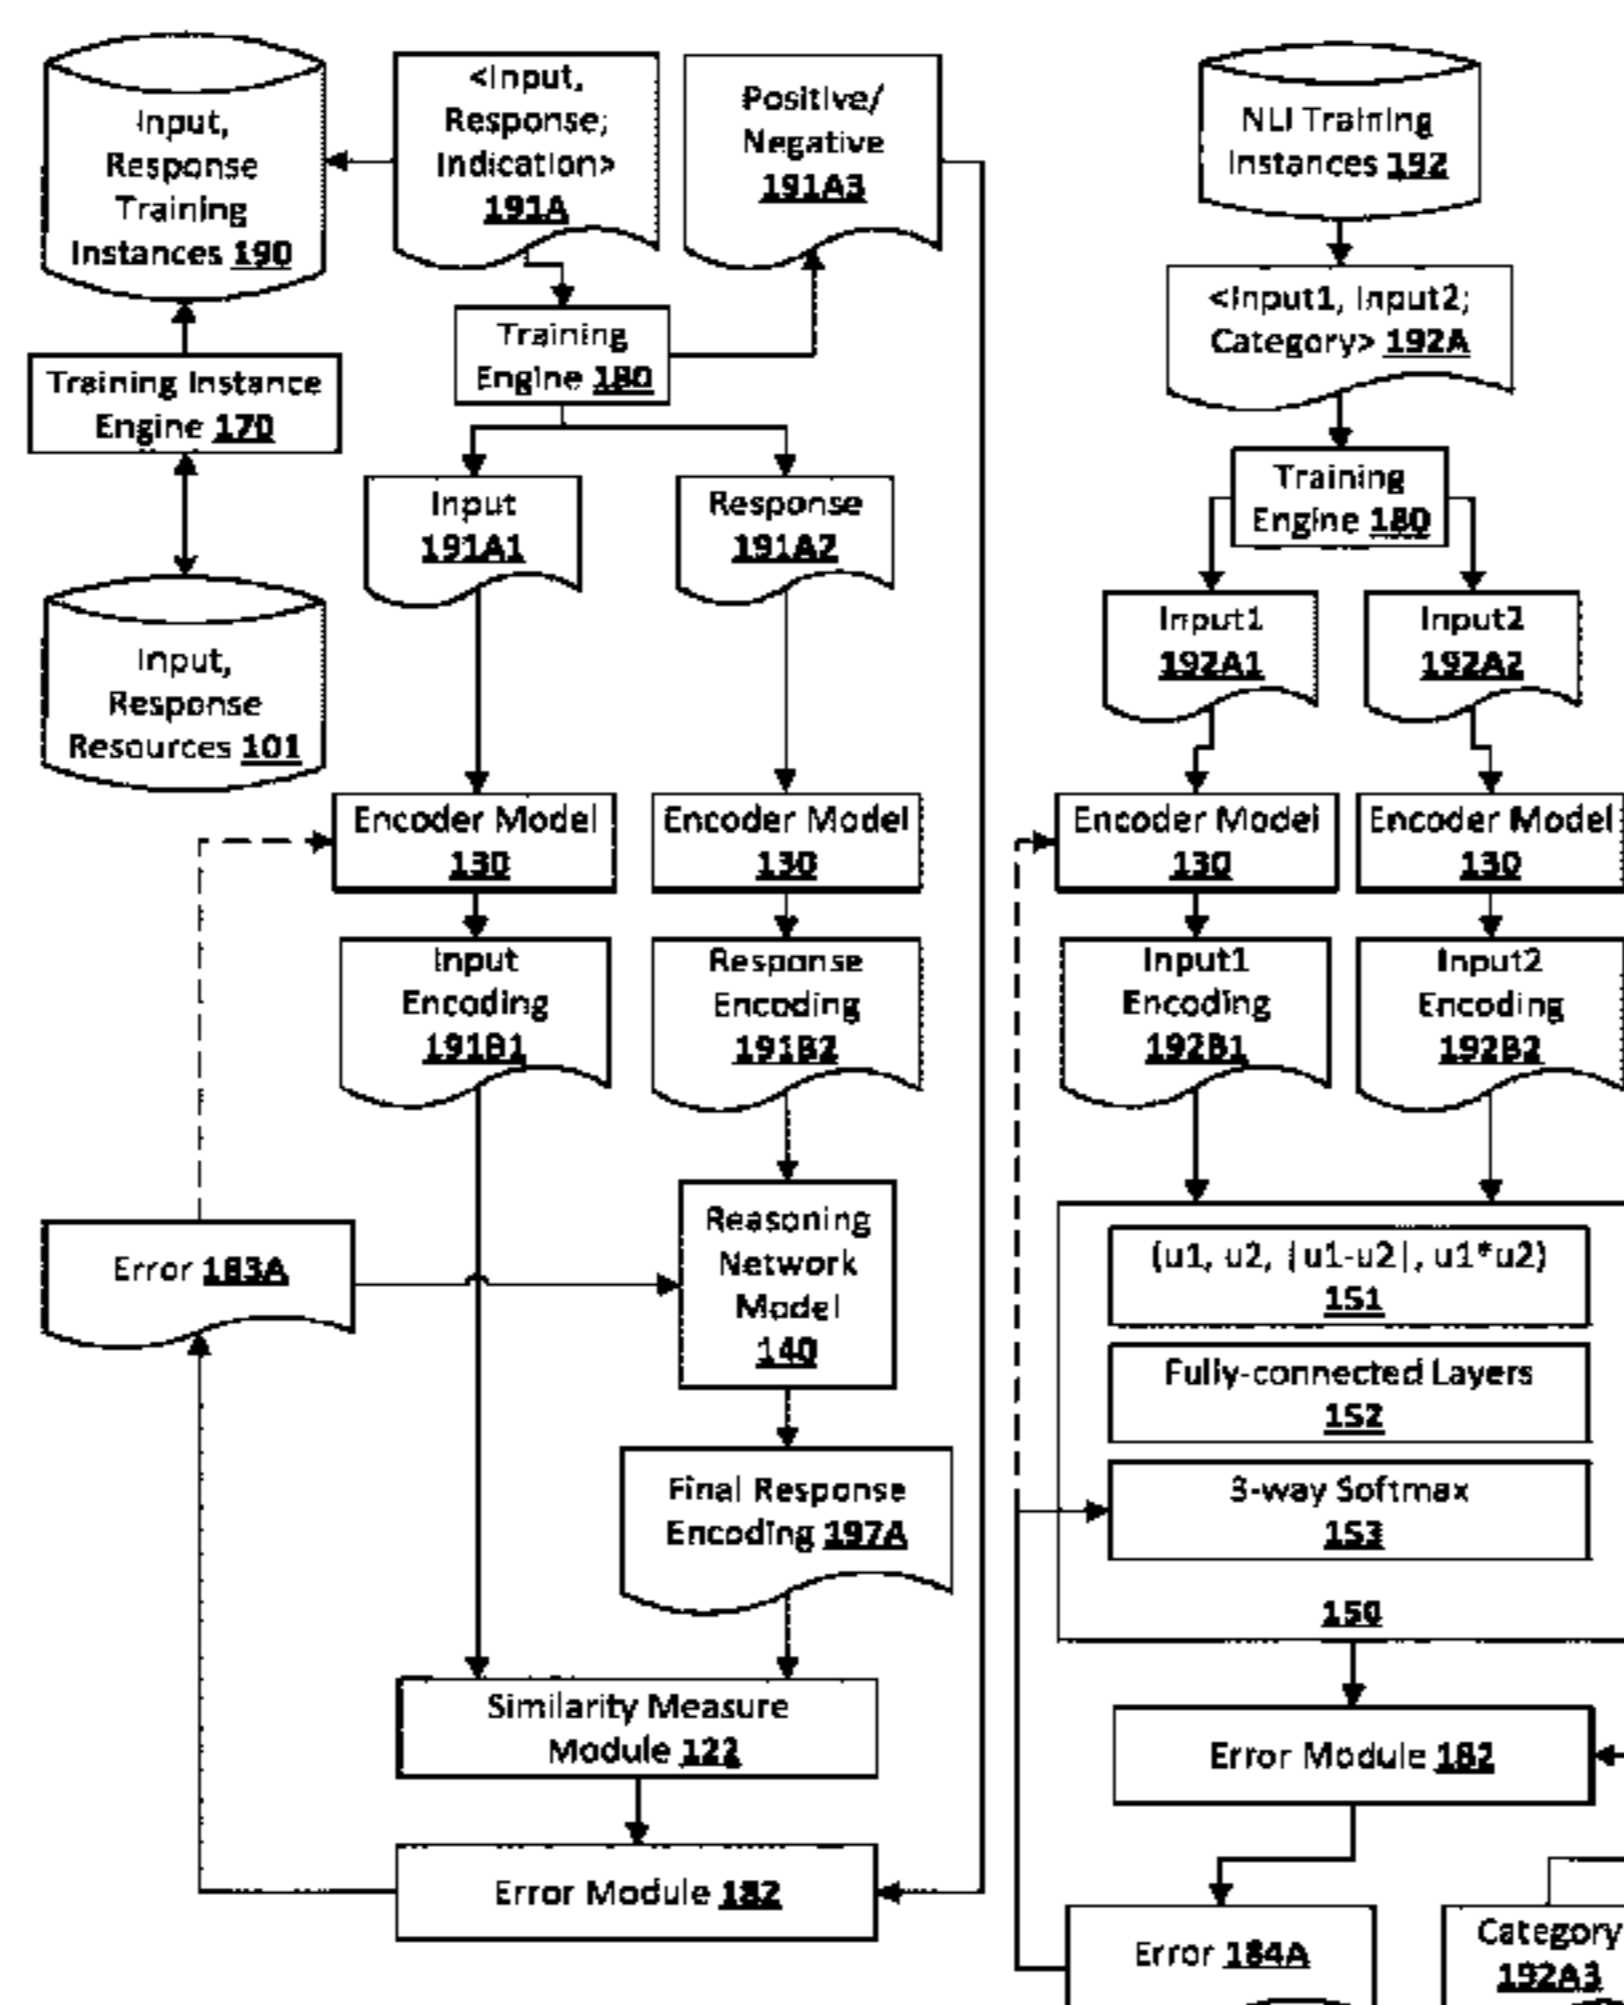 Input,
Response
Training
Instances 190
<Input,
Response;
Indication>
191A
Positive/
Negative
191A3
Training
Engine 180
Training Instance
Engine 170
Input
191A1
Response
191A2
Input,
Response
Resources 101
Encoder Model
130
Encoder Model
130
Input
Encoding
191B1
Response
Encoding
191B2
Error 183A
Reasoning
Network
Model
140
Final Response
Encoding 197A
Similarity Measure
Module 122
Error Module 182
NLI Training
Instances 192
<Input1, Input2;
Category> 192A
Training
Engine 180
Input1
192A1
Input2
192A2
Encoder Model
130
Encoder Model
130
Input1
Encoding
192B1
Input2
Encoding
192B2
(u1, u2, |u1-u2|, u1*u2)
151
Fully-connected Layers
152
3-way Softmax
153
150
Error Module 182
Error 184A
Category
192A3